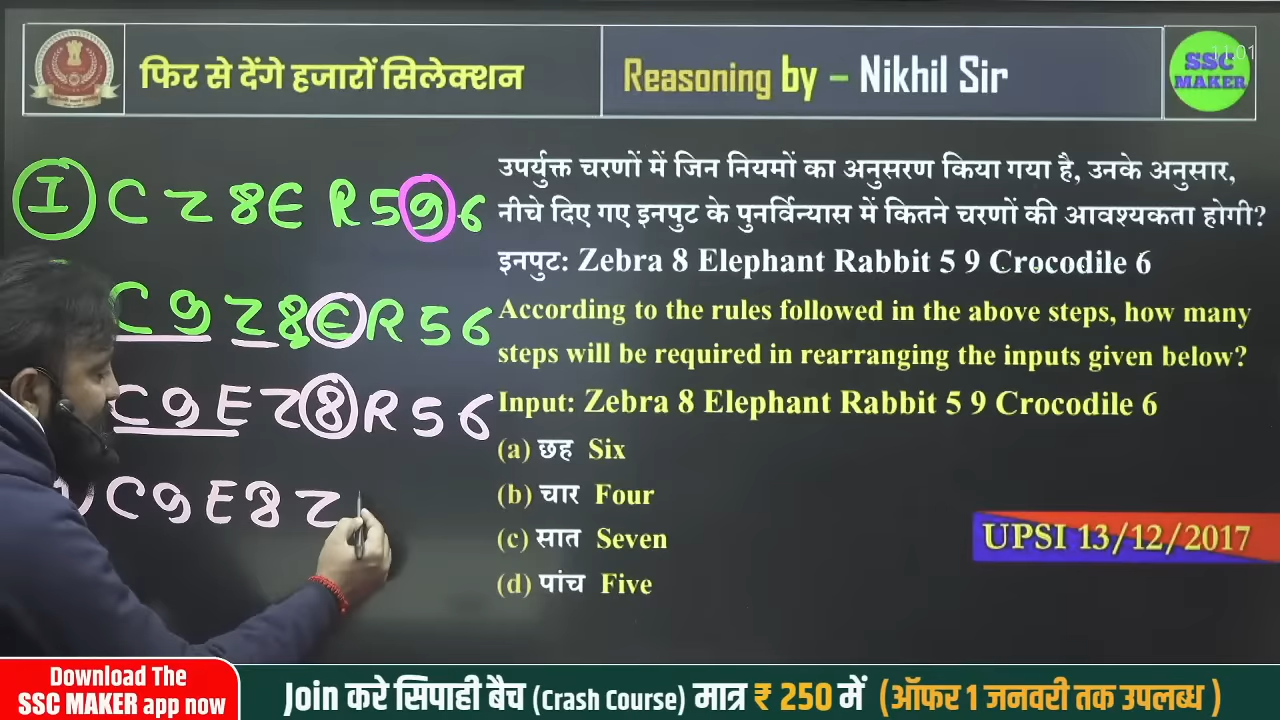 फिर से देंगे हजारों सिलेक्शन
Reasoning by – Nikhil Sir
SSC
MAKER
11:01
I C Z 8 E R 5 9 6
C 9 Z 8 E R 5 6
C 9 E Z 8 R 5 6
C 9 E 8 Z
उपर्युक्त चरणों में जिन नियमों का अनुसरण किया गया है, उनके अनुसार,
नीचे दिए गए इनपुट के पुनर्विन्यास में कितने चरणों की आवश्यकता होगी?
इनपुट: Zebra 8 Elephant Rabbit 5 9 Crocodile 6
According to the rules followed in the above steps, how many
steps will be required in rearranging the inputs given below?
Input: Zebra 8 Elephant Rabbit 5 9 Crocodile 6
(a) छह Six
(b) चार Four
(c) सात Seven
(d) पांच Five
UPSI 13/12/2017
Download The
SSC MAKER app now
Join करे सिपाही बैच (Crash Course) मात्र ₹ 250 में (ऑफर 1 जनवरी तक उपलब्ध )